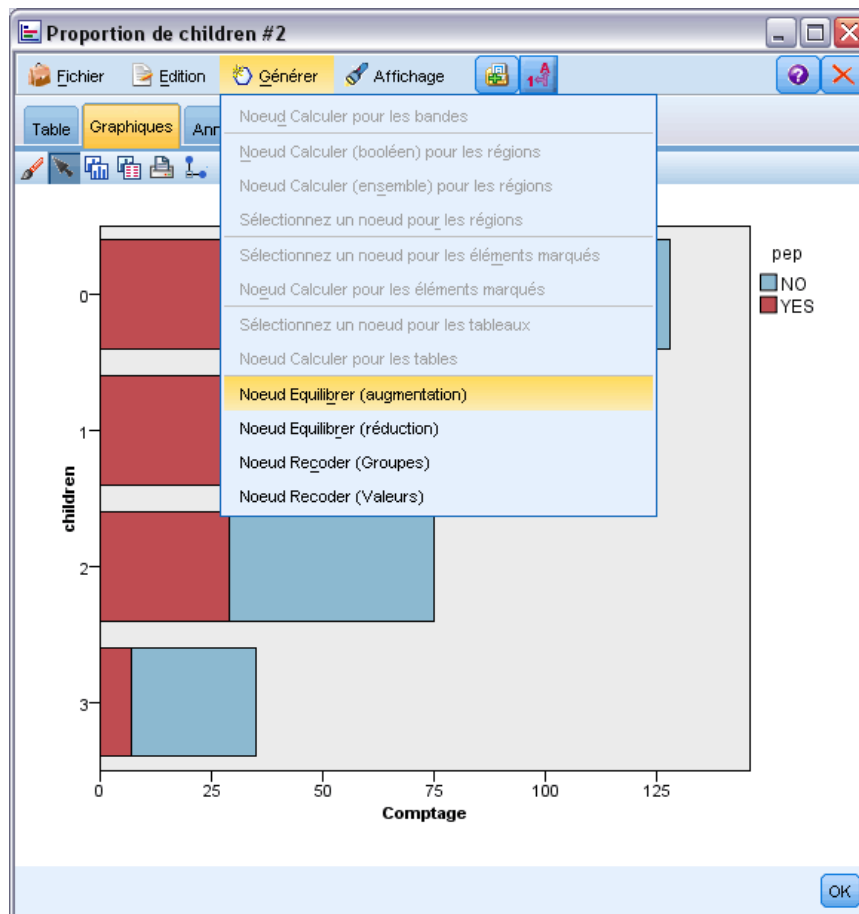 Proportion de children #2
Fichier Edition Générer Affichage
Table Graphiques Ann
Noeud Calculer pour les bandes
Noeud Calculer (booléen) pour les régions
Noeud Calculer (ensemble) pour les régions
Sélectionnez un noeud pour les régions
Sélectionnez un noeud pour les éléments marqués
Noeud Calculer pour les éléments marqués
Sélectionnez un noeud pour les tableaux
Noeud Calculer pour les tables
Noeud Equilibrer (augmentation)
Noeud Equilibrer (réduction)
Noeud Recoder (Groupes)
Noeud Recoder (Valeurs)
pep
NO
YES
children
0
1
2
3
0 25 50 75 100 125
Comptage
OK